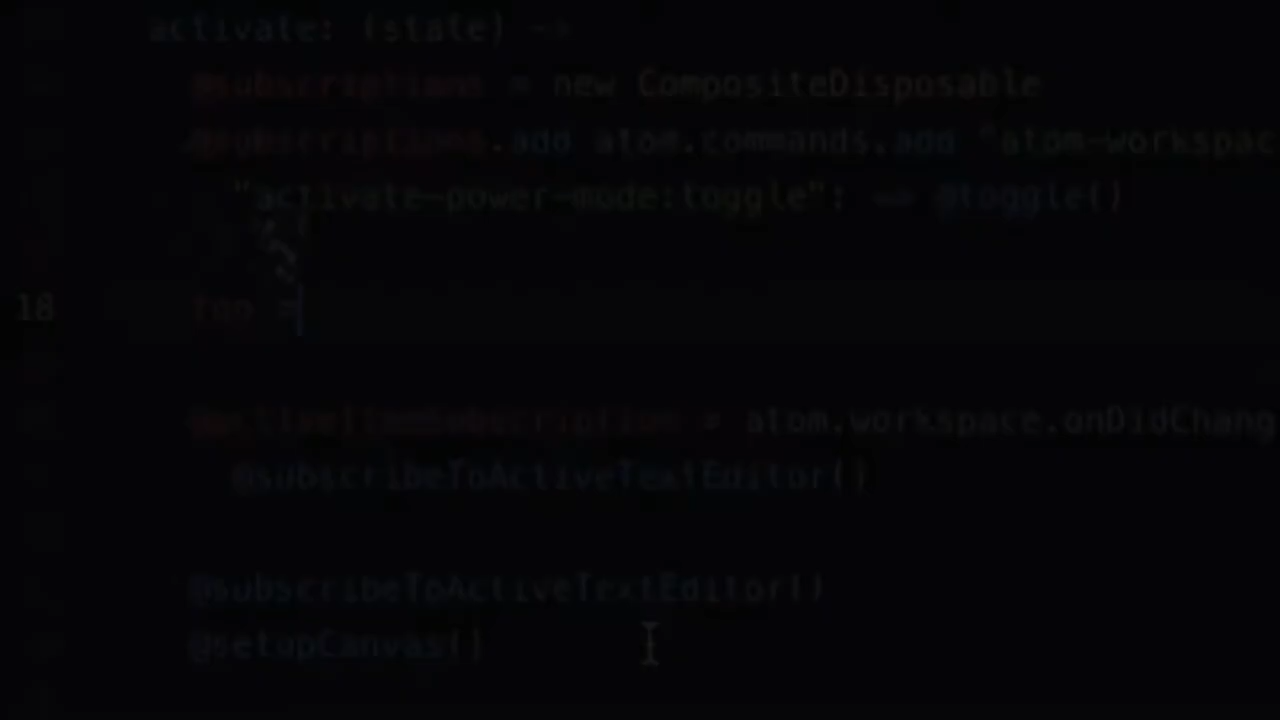 activate: (state) ->
@subscriptions = new CompositeDisposable
@subscriptions.add atom.commands.add "atom-workspac
"activate-power-mode:toggle": => @toggle()
18 foo =
@activeItemSubscription = atom.workspace.onDidChang
@subscribeToActiveTextEditor()
@subscribeToActiveTextEditor()
@setupCanvas()